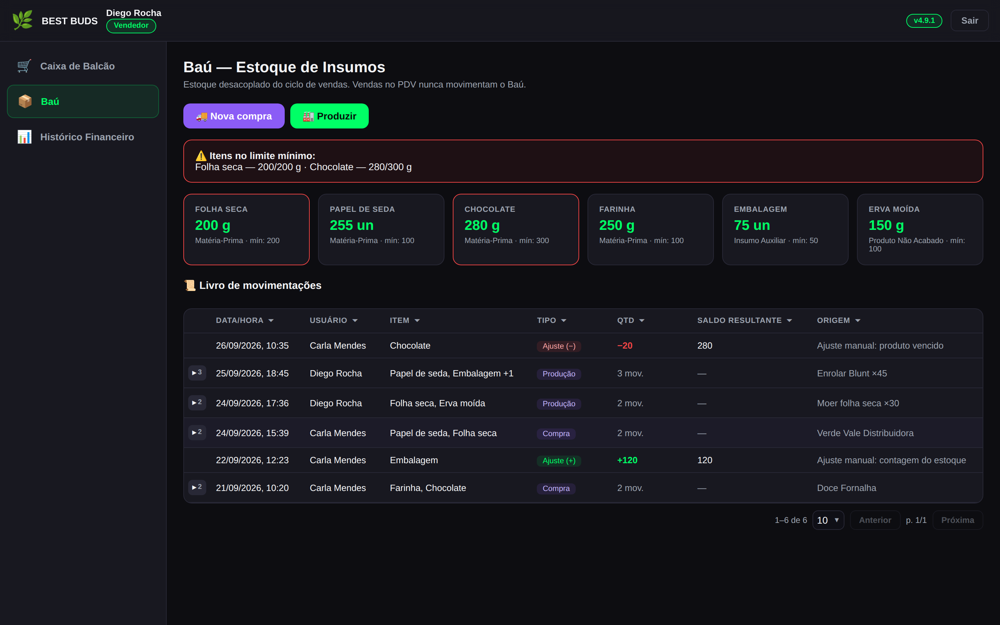 BEST BUDS
Diego Rocha
Vendedor
v4.9.1
Sair
Caixa de Balcão
Baú
Histórico Financeiro
Baú — Estoque de Insumos
Estoque desacoplado do ciclo de vendas. Vendas no PDV nunca movimentam o Baú.
🚚 Nova compra
🏭 Produzir
⚠️ Itens no limite mínimo:
Folha seca — 200/200 g · Chocolate — 280/300 g
FOLHA SECA
200 g
Matéria-Prima · mín: 200
PAPEL DE SEDA
255 un
Matéria-Prima · mín: 100
CHOCOLATE
280 g
Matéria-Prima · mín: 300
FARINHA
250 g
Matéria-Prima · mín: 100
EMBALAGEM
75 un
Insumo Auxiliar · mín: 50
ERVA MOÍDA
150 g
Produto Não Acabado · mín:
100
📜 Livro de movimentações
DATA/HORA USUÁRIO ITEM TIPO QTD SALDO RESULTANTE ORIGEM
26/09/2026, 10:35 Carla Mendes Chocolate Ajuste (−) −20 280 Ajuste manual: produto vencido
▶ 3 25/09/2026, 18:45 Diego Rocha Papel de seda, Embalagem +1 Produção 3 mov. — Enrolar Blunt ×45
▶ 2 24/09/2026, 17:36 Diego Rocha Folha seca, Erva moída Produção 2 mov. — Moer folha seca ×30
▶ 2 24/09/2026, 15:39 Carla Mendes Papel de seda, Folha seca Compra 2 mov. — Verde Vale Distribuidora
22/09/2026, 12:23 Carla Mendes Embalagem Ajuste (+) +120 120 Ajuste manual: contagem do estoque
▶ 2 21/09/2026, 10:20 Carla Mendes Farinha, Chocolate Compra 2 mov. — Doce Fornalha
1–6 de 6 10 ▼ Anterior p. 1/1 Próxima